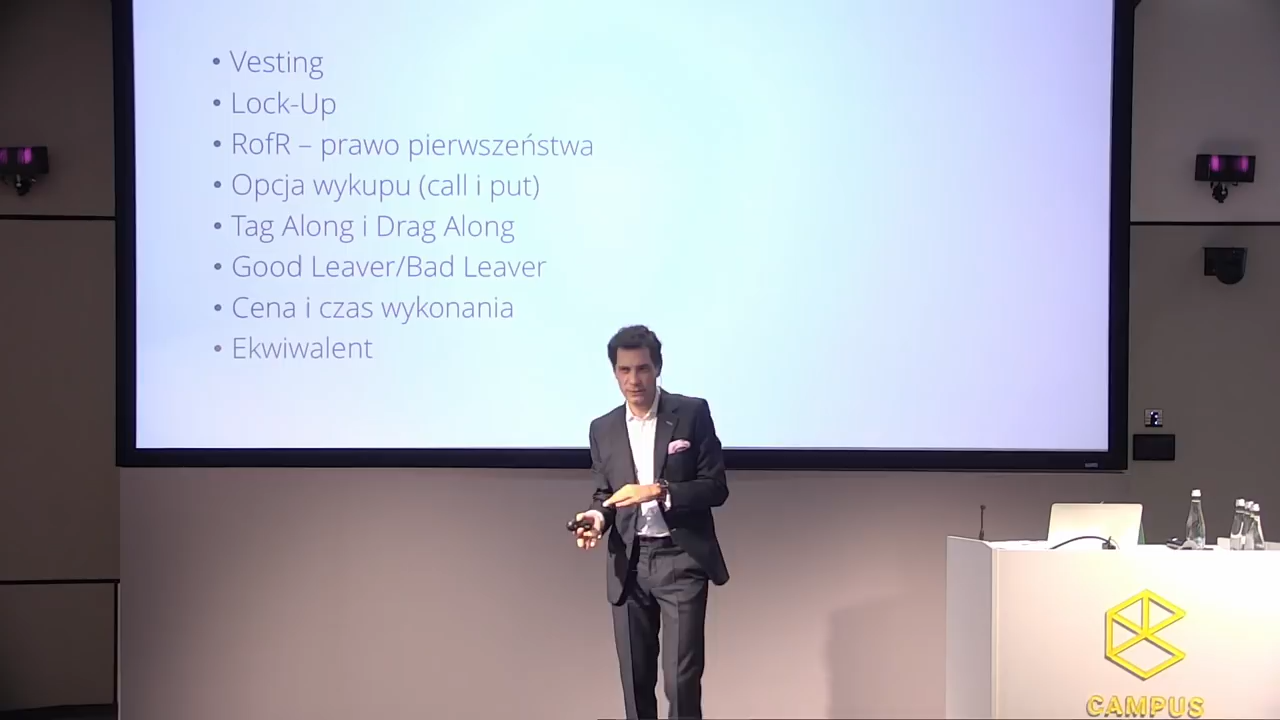 • Vesting
• Lock-Up
• RofR – prawo pierwszeństwa
• Opcja wykupu (call i put)
• Tag Along i Drag Along
• Good Leaver/Bad Leaver
• Cena i czas wykonania
• Ekwiwalent
CAMPUS